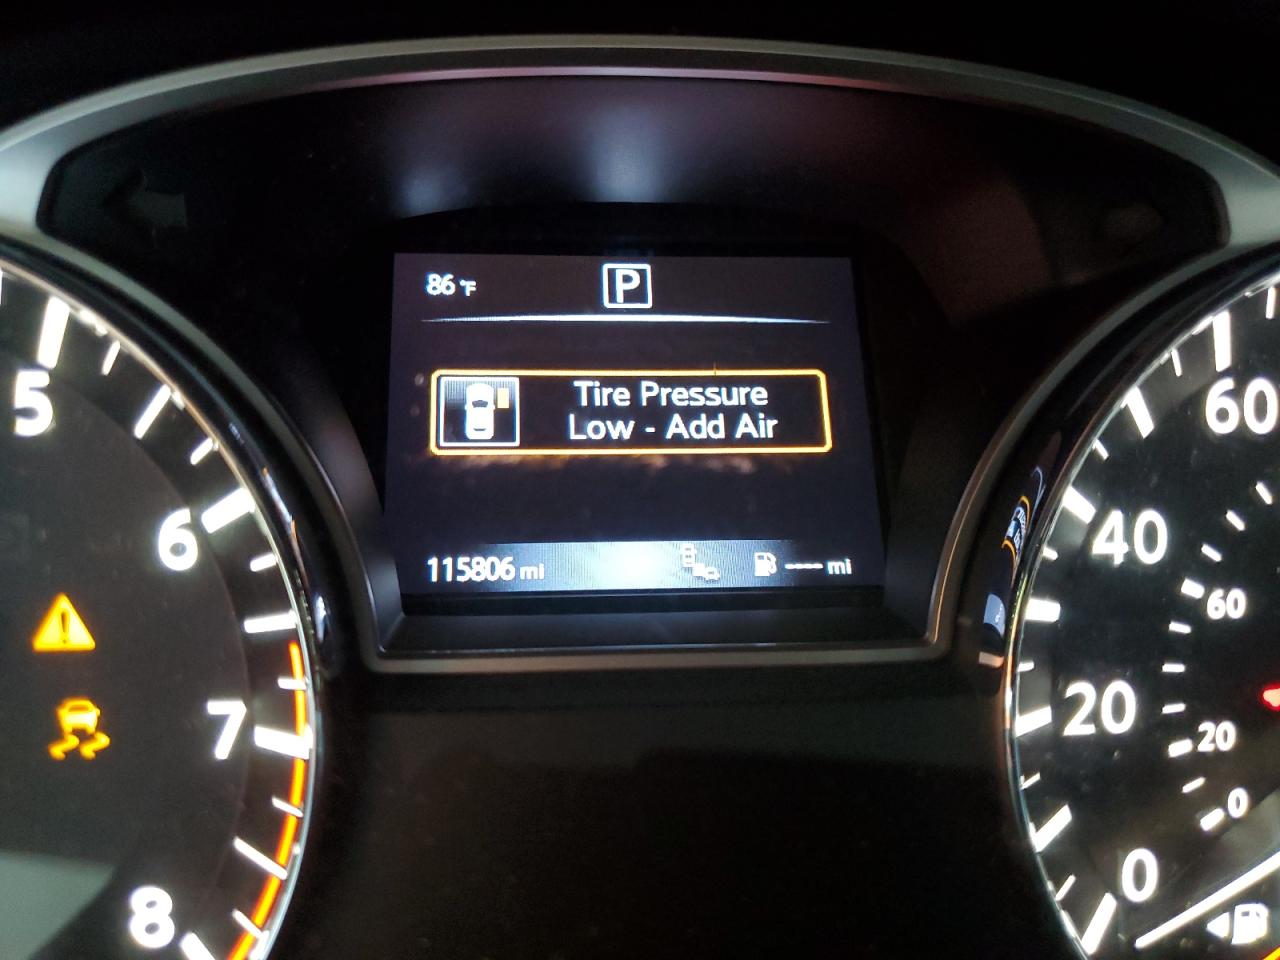 86 °F
P
Tire Pressure
Low - Add Air
115806 mi
---- mi
5
6
7
8
60
40
20
0
60
20
0